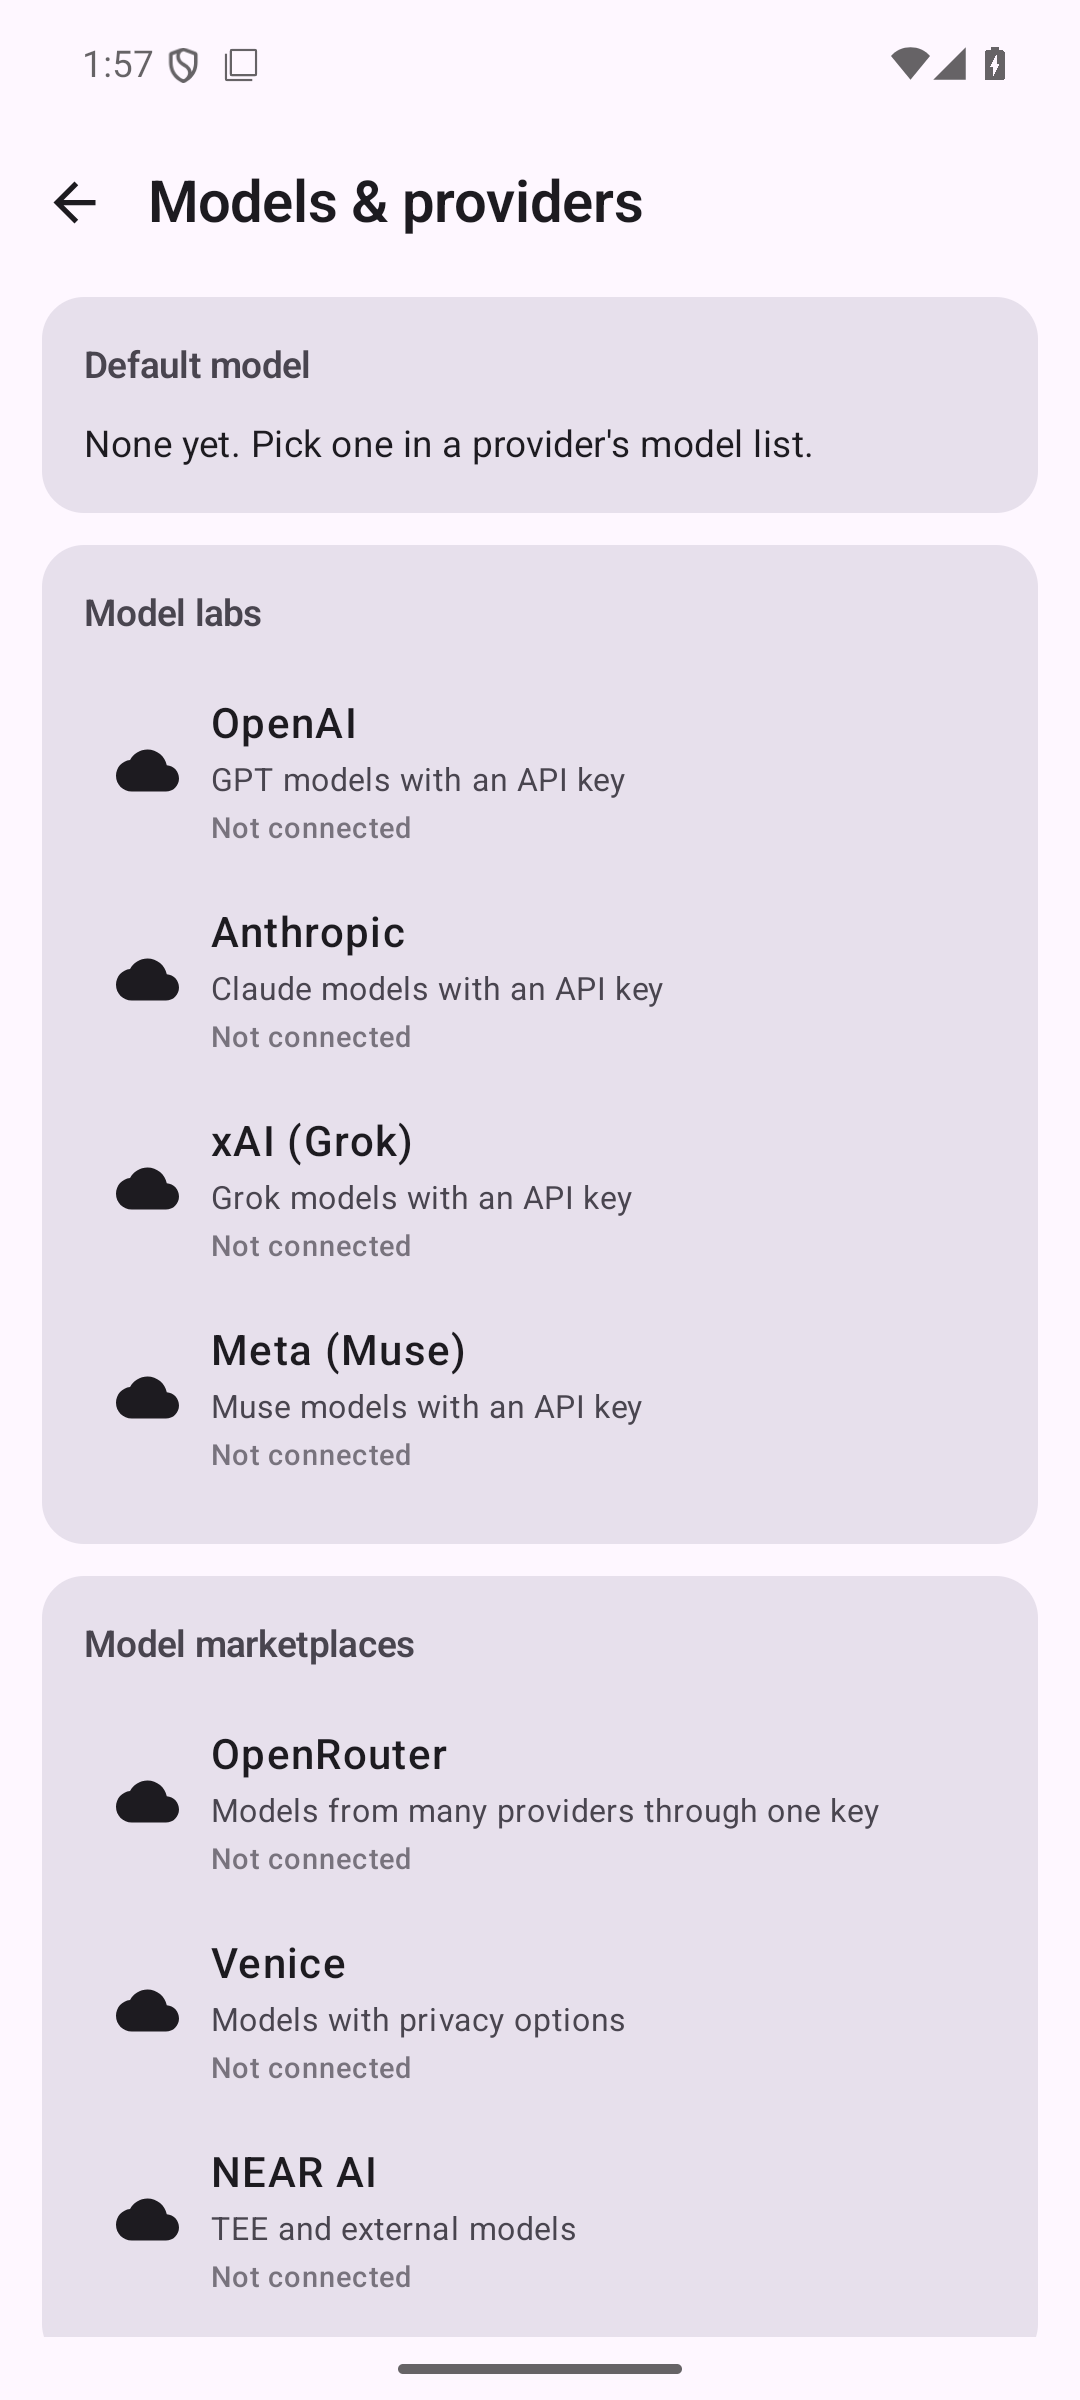 1:57
Models & providers
Default model
None yet. Pick one in a provider's model list.
Model labs
OpenAI
GPT models with an API key
Not connected
Anthropic
Claude models with an API key
Not connected
xAI (Grok)
Grok models with an API key
Not connected
Meta (Muse)
Muse models with an API key
Not connected
Model marketplaces
OpenRouter
Models from many providers through one key
Not connected
Venice
Models with privacy options
Not connected
NEAR AI
TEE and external models
Not connected